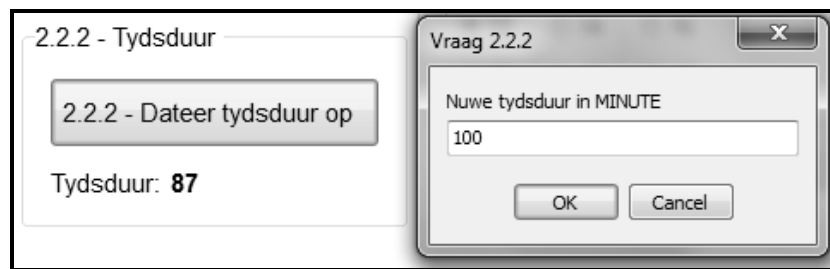 2.2.2 - Tydsduur
2.2.2 - Dateer tydsduur op
Tydsduur: 87
Vraag 2.2.2
Nuwe tydsduur in MINUTE
100
OK
Cancel